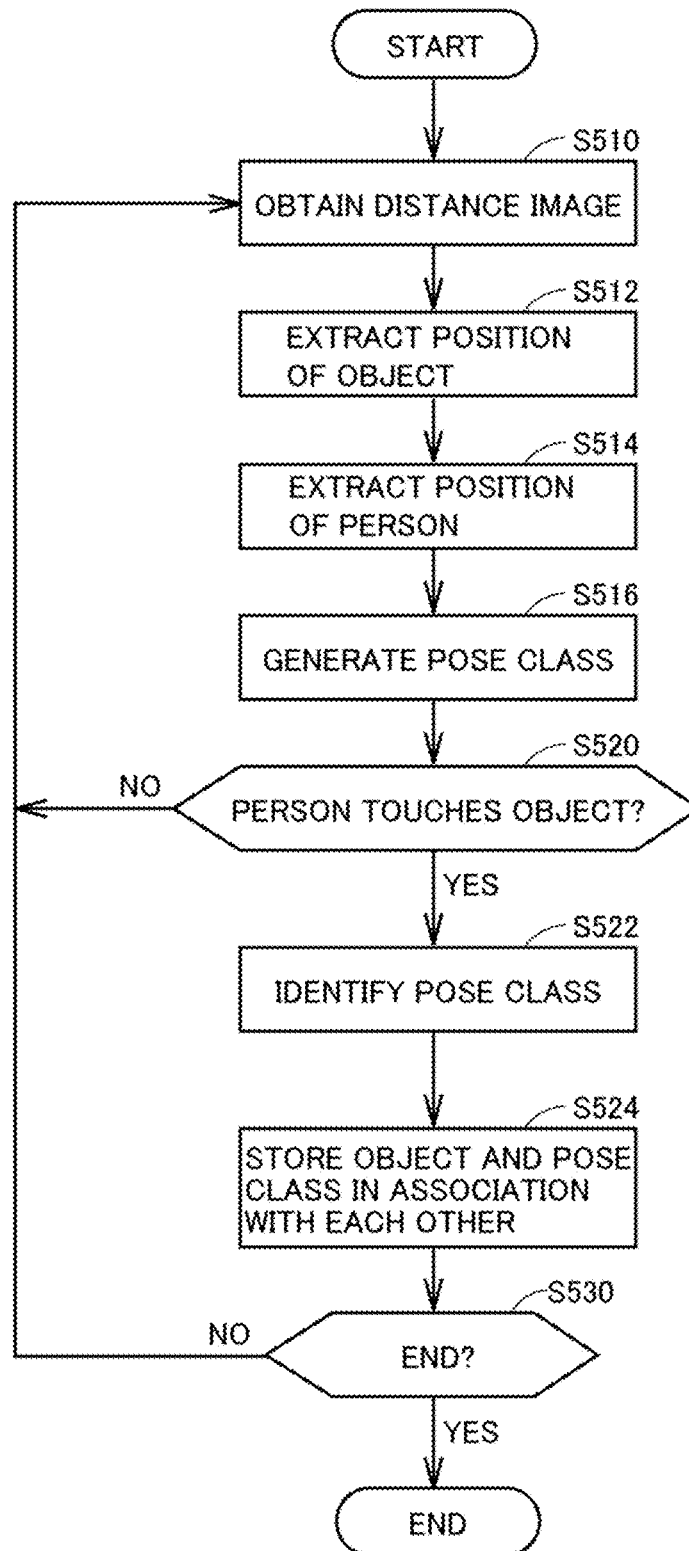 START
S510
OBTAIN DISTANCE IMAGE
S512
EXTRACT POSITION
OF OBJECT
S514
EXTRACT POSITION
OF PERSON
S516
GENERATE POSE CLASS
S520
NO
PERSON TOUCHES OBJECT?
YES
S522
IDENTIFY POSE CLASS
S524
STORE OBJECT AND POSE
CLASS IN ASSOCIATION
WITH EACH OTHER
S530
NO
END?
YES
END